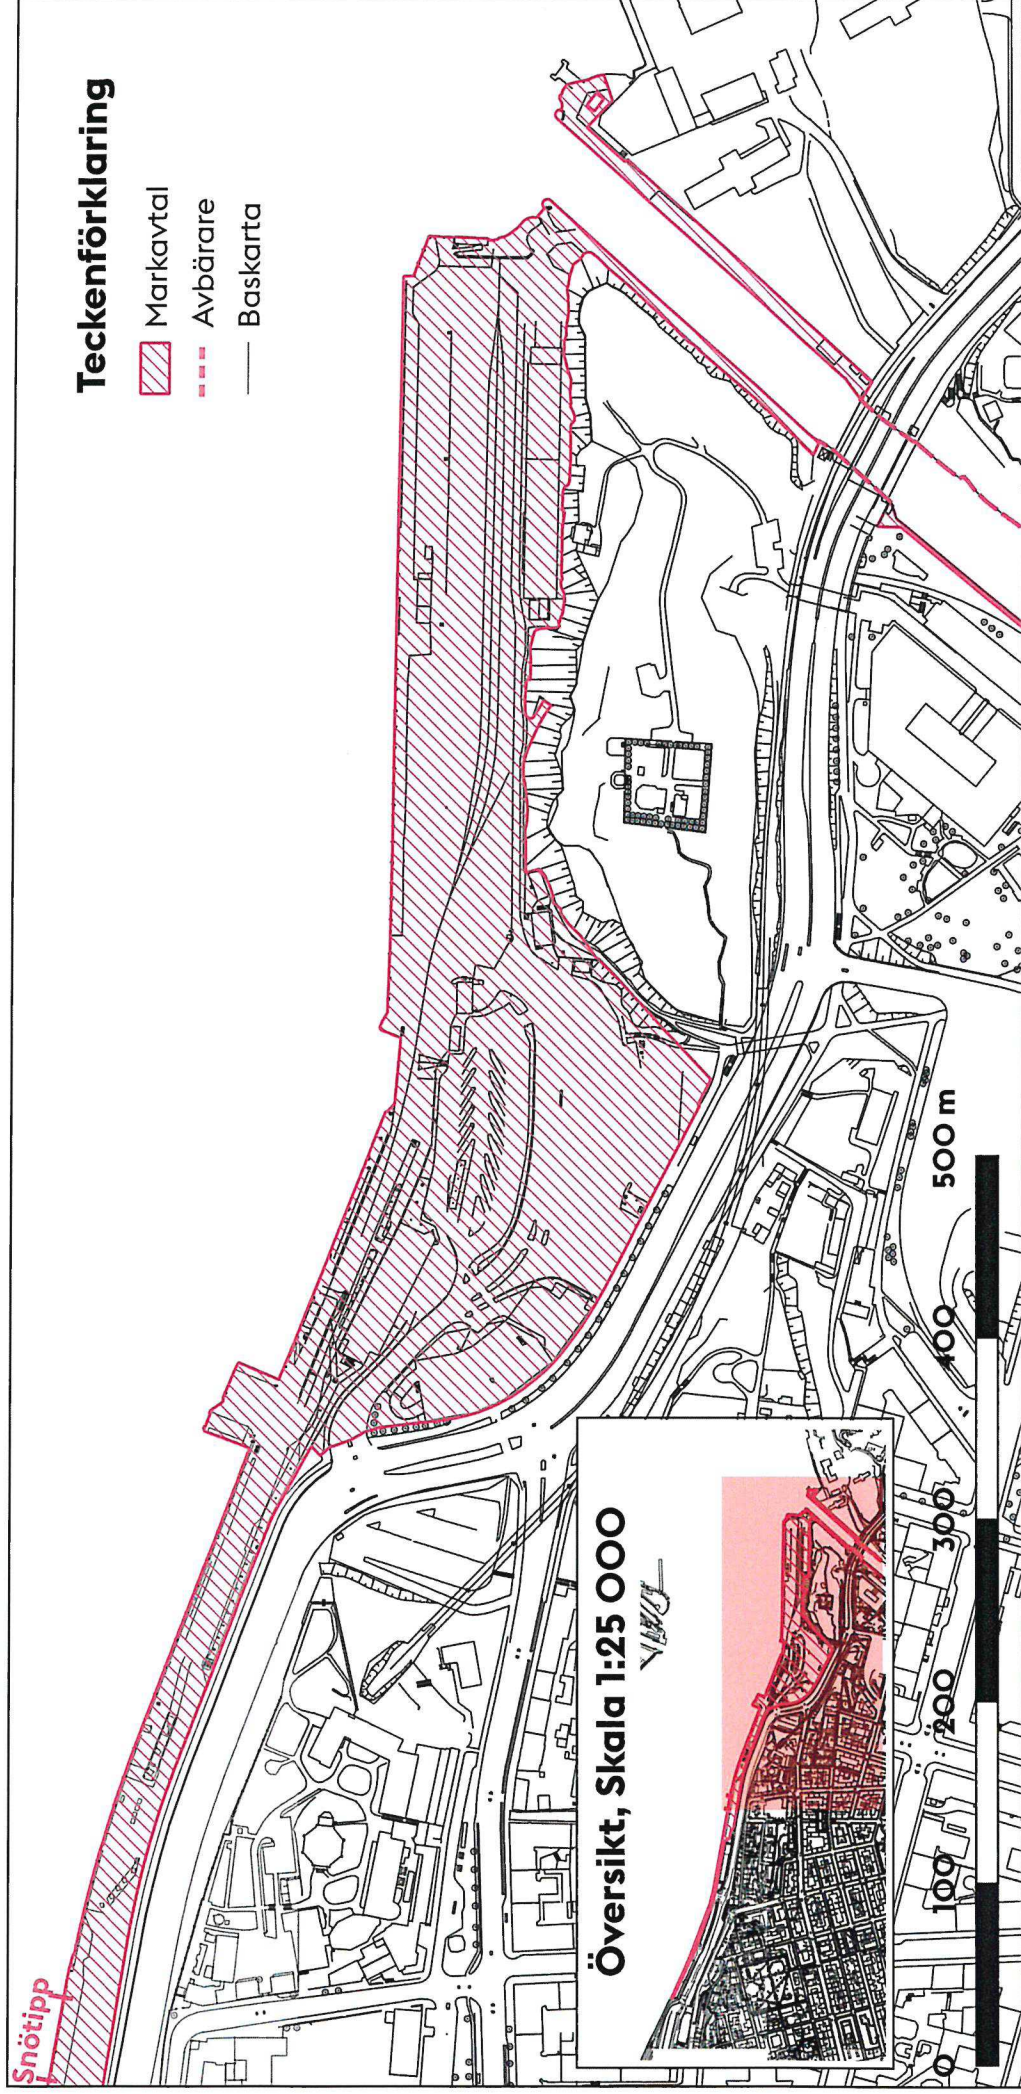 Teckenförklaring
Markavtal
Avbärare
Baskarta
Snötipp
Översikt, Skala 1:25 000
0
100
200
300
400
500 m